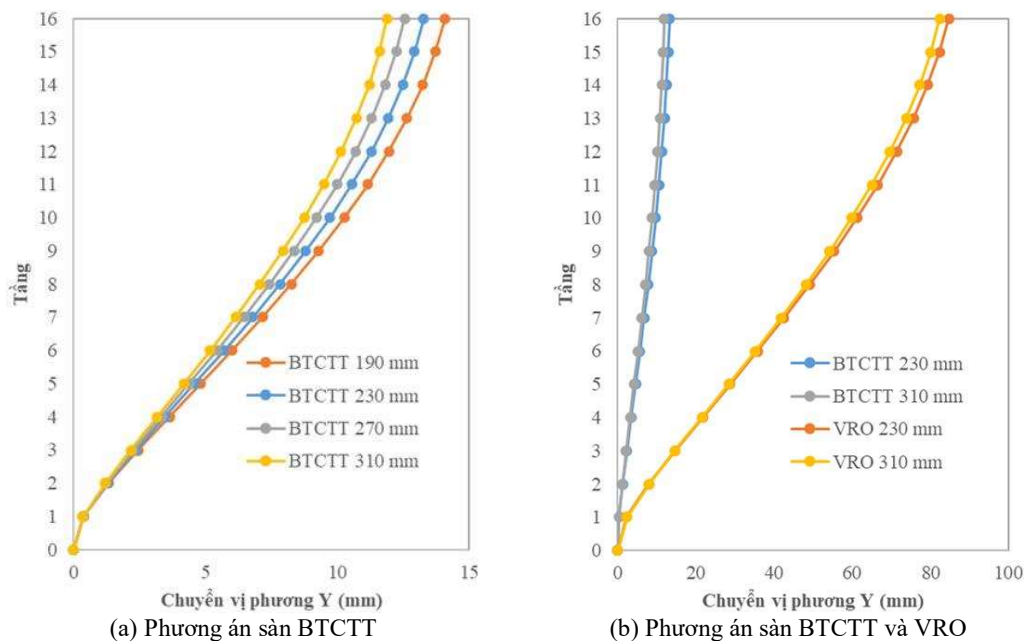 16
15
14
13
12
11
10
9
8
7
6
5
4
3
2
1
0
Tầng
BTCTT 190 mm
BTCTT 230 mm
BTCTT 270 mm
BTCTT 310 mm
0 5 10 15
Chuyển vị phương Y (mm)
(a) Phương án sàn BTCTT
16
15
14
13
12
11
10
9
8
7
6
5
4
3
2
1
0
Tầng
BTCTT 230 mm
BTCTT 310 mm
VRO 230 mm
VRO 310 mm
0 20 40 60 80 100
Chuyển vị phương Y (mm)
(b) Phương án sàn BTCTT và VRO